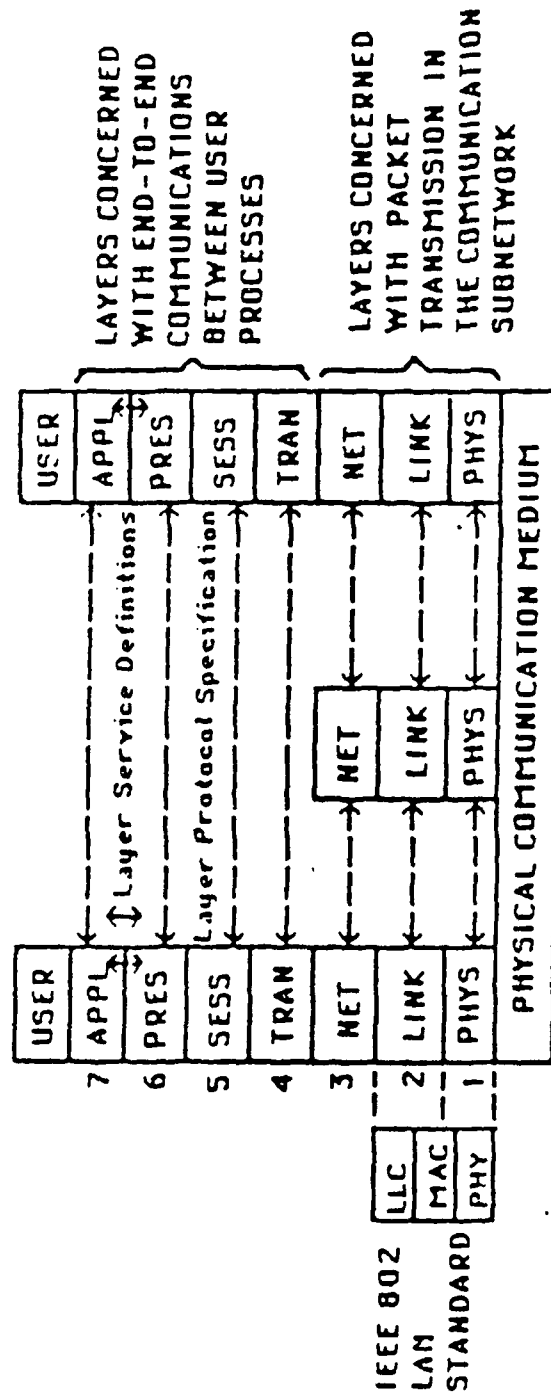 USER
APPL
PRES
SESS
TRAN
NET
LINK
PHYS
7
6
5
4
3
2
1
IEEE 802
LAN
STANDARD
LLC
MAC
PHY
Layer Service Definitions
Layer Protocal Specification
NET
LINK
PHYS
USER
APPL
PRES
SESS
TRAN
NET
LINK
PHYS
PHYSICAL COMMUNICATION MEDIUM
LAYERS CONCERNED
WITH END-TO-END
COMMUNICATIONS
BETWEEN USER
PROCESSES
LAYERS CONCERNED
WITH PACKET
TRANSMISSION IN
THE COMMUNICATION
SUBNETWORK